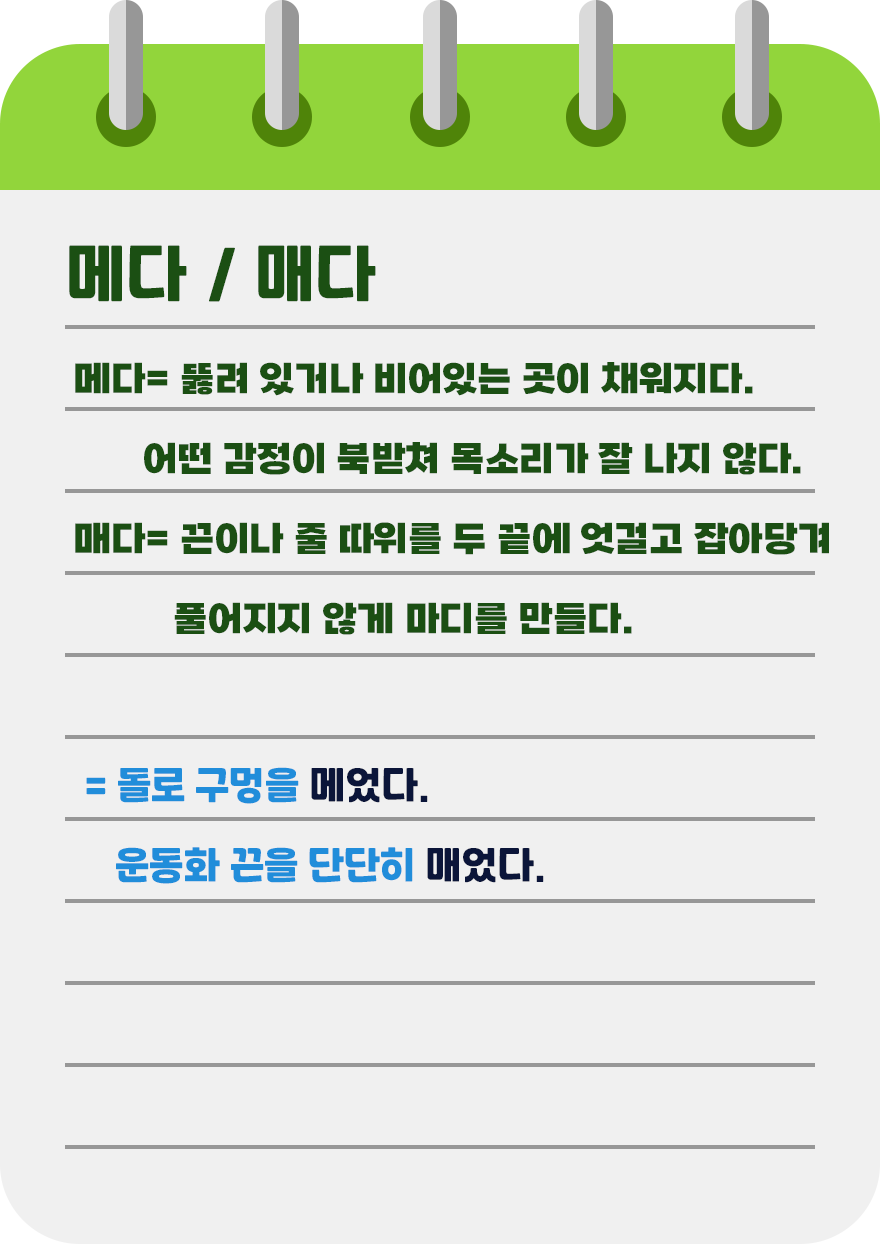 메다 / 매다
메다= 뚫려 있거나 비어있는 곳이 채워지다.
어떤 감정이 북받쳐 목소리가 잘 나지 않다.
매다= 끈이나 줄 따위를 두 끝에 엇걸고 잡아당겨
풀어지지 않게 마디를 만들다.
= 돌로 구멍을 메었다.
운동화 끈을 단단히 매었다.